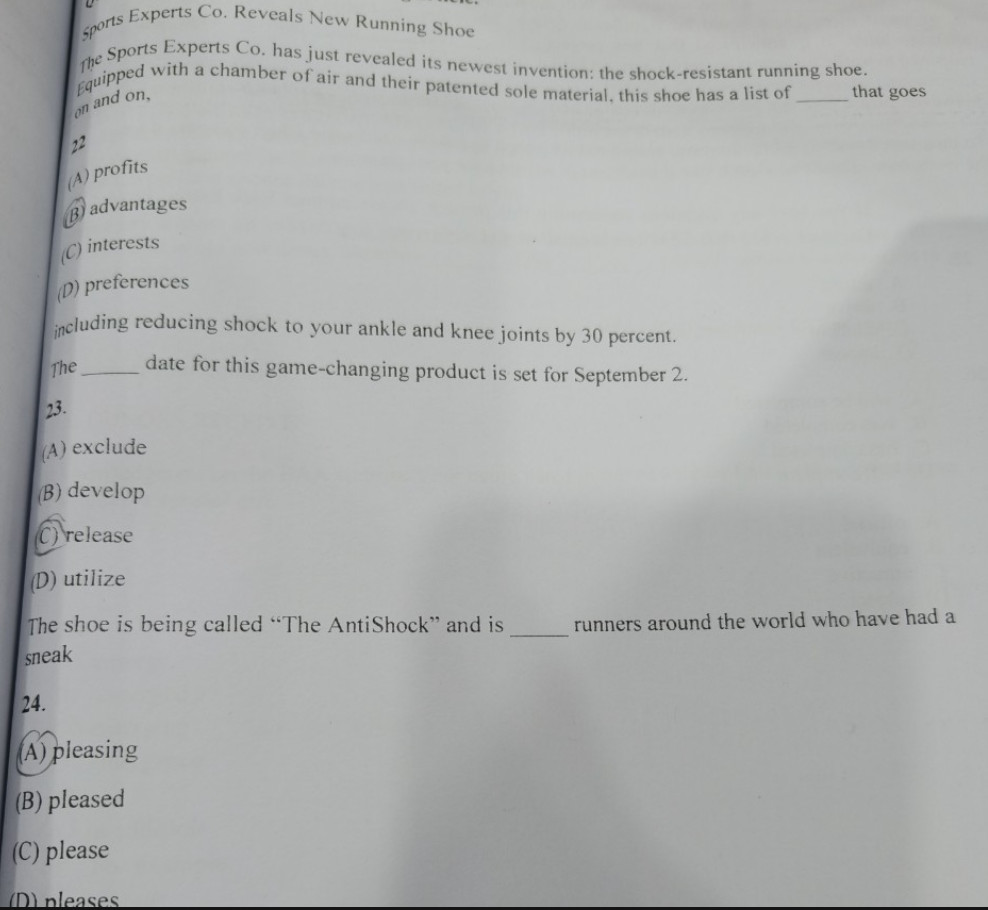 Sports Experts Co. Reveals New Running Shoe
The Sports Experts Co. has just revealed its newest invention: the shock-resistant running shoe.
Equipped with a chamber of air and their patented sole material, this shoe has a list of ______ that goes
on and on,
22
(A) profits
(B) advantages
(C) interests
(D) preferences
including reducing shock to your ankle and knee joints by 30 percent.
The ______ date for this game-changing product is set for September 2.
23.
(A) exclude
(B) develop
(C) release
(D) utilize
The shoe is being called “The AntiShock” and is ______ runners around the world who have had a
sneak
24.
(A) pleasing
(B) pleased
(C) please
(D) pleases